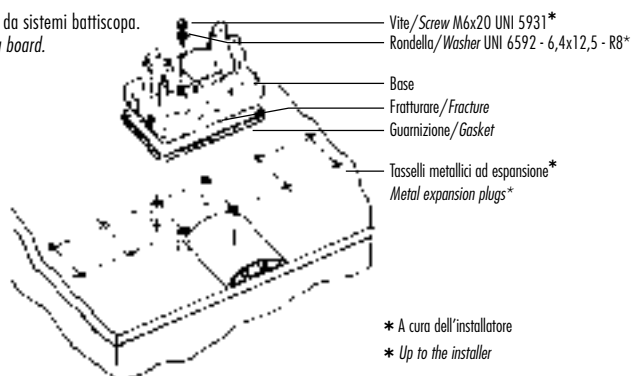 da sistemi battiscopa.
board.
Vite/Screw M6x20 UNI 5931*
Rondella/Washer UNI 6592 - 6,4x12,5 - R8*
Base
Fratturare/Fracture
Guarnizione/Gasket
Tasselli metallici ad espansione*
Metal expansion plugs*
* A cura dell'installatore
* Up to the installer